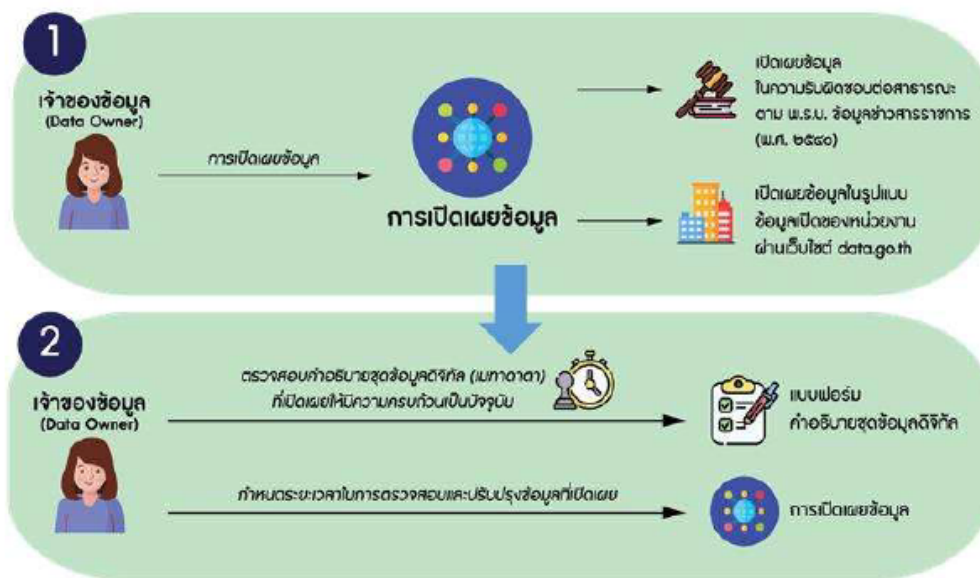 1
เจ้าของข้อมูล
(Data Owner)
การเปิดเผยข้อมูล
การเปิดเผยข้อมูล
เปิดเผยข้อมูล
ในความรับผิดชอบต่อสาธารณะ
ตาม พ.ร.บ. ข้อมูลข่าวสารราชการ
(พ.ศ. ๒๕๔๐)
เปิดเผยข้อมูลในรูปแบบ
ข้อมูลเปิดของหน่วยงาน
ผ่านเว็บไซต์ data.go.th
2
เจ้าของข้อมูล
(Data Owner)
ตรวจสอบคำอธิบายชุดข้อมูลดิจิทัล (เมทาดาตา)
ที่เปิดเผยให้มีความครบถ้วนเป็นปัจจุบัน
แบบฟอร์ม
คำอธิบายชุดข้อมูลดิจิทัล
กำหนดระยะเวลาในการตรวจสอบและปรับปรุงข้อมูลที่เปิดเผย
การเปิดเผยข้อมูล